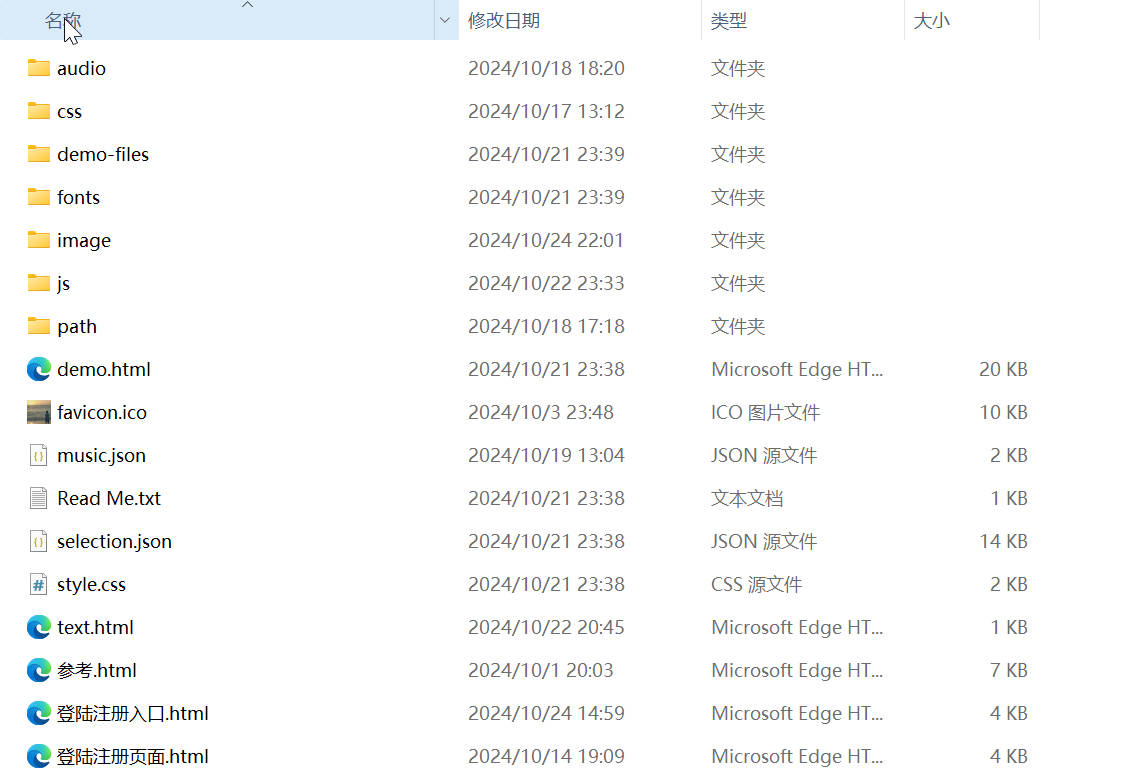 名称 修改日期 类型 大小
audio 2024/10/18 18:20 文件夹
css 2024/10/17 13:12 文件夹
demo-files 2024/10/21 23:39 文件夹
fonts 2024/10/21 23:39 文件夹
image 2024/10/24 22:01 文件夹
js 2024/10/22 23:33 文件夹
path 2024/10/18 17:18 文件夹
demo.html 2024/10/21 23:38 Microsoft Edge HT... 20 KB
favicon.ico 2024/10/3 23:48 ICO 图片文件 10 KB
music.json 2024/10/19 13:04 JSON 源文件 2 KB
Read Me.txt 2024/10/21 23:38 文本文档 1 KB
selection.json 2024/10/21 23:38 JSON 源文件 14 KB
style.css 2024/10/21 23:38 CSS 源文件 2 KB
text.html 2024/10/22 20:45 Microsoft Edge HT... 1 KB
参考.html 2024/10/1 20:03 Microsoft Edge HT... 7 KB
登陆注册入口.html 2024/10/24 14:59 Microsoft Edge HT... 4 KB
登陆注册页面.html 2024/10/14 19:09 Microsoft Edge HT... 4 KB